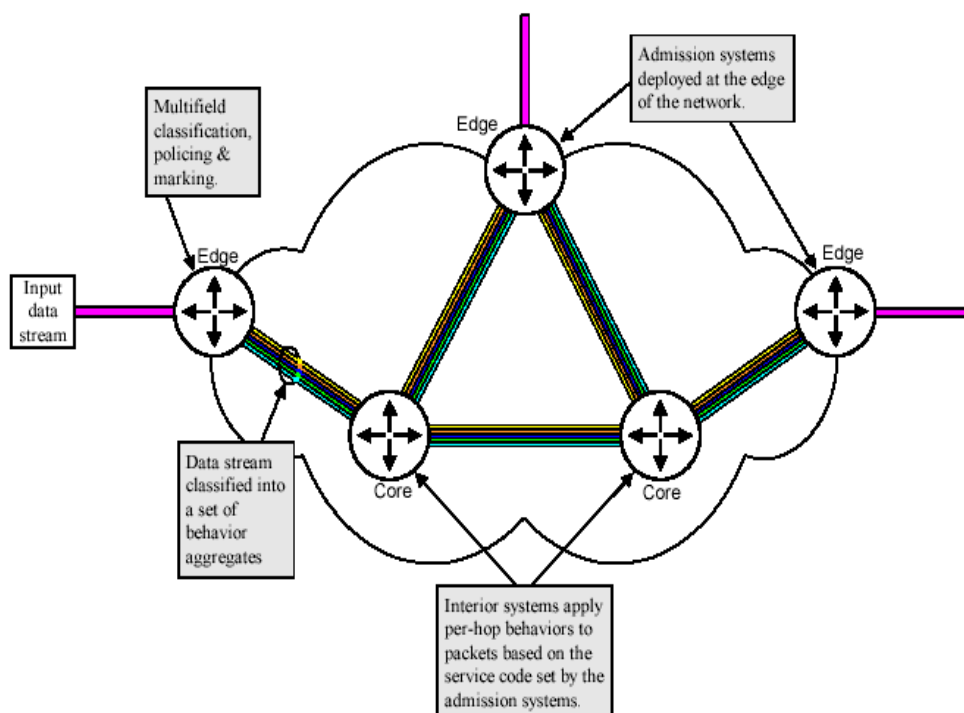 Admission systems
deployed at the edge
of the network.
Multifield
classification,
policing &
marking.
Edge
Edge
Edge
Input
data
stream
Data stream
classified into
a set of
behavior
aggregates
Core
Core
Interior systems apply
per-hop behaviors to
packets based on the
service code set by the
admission systems.